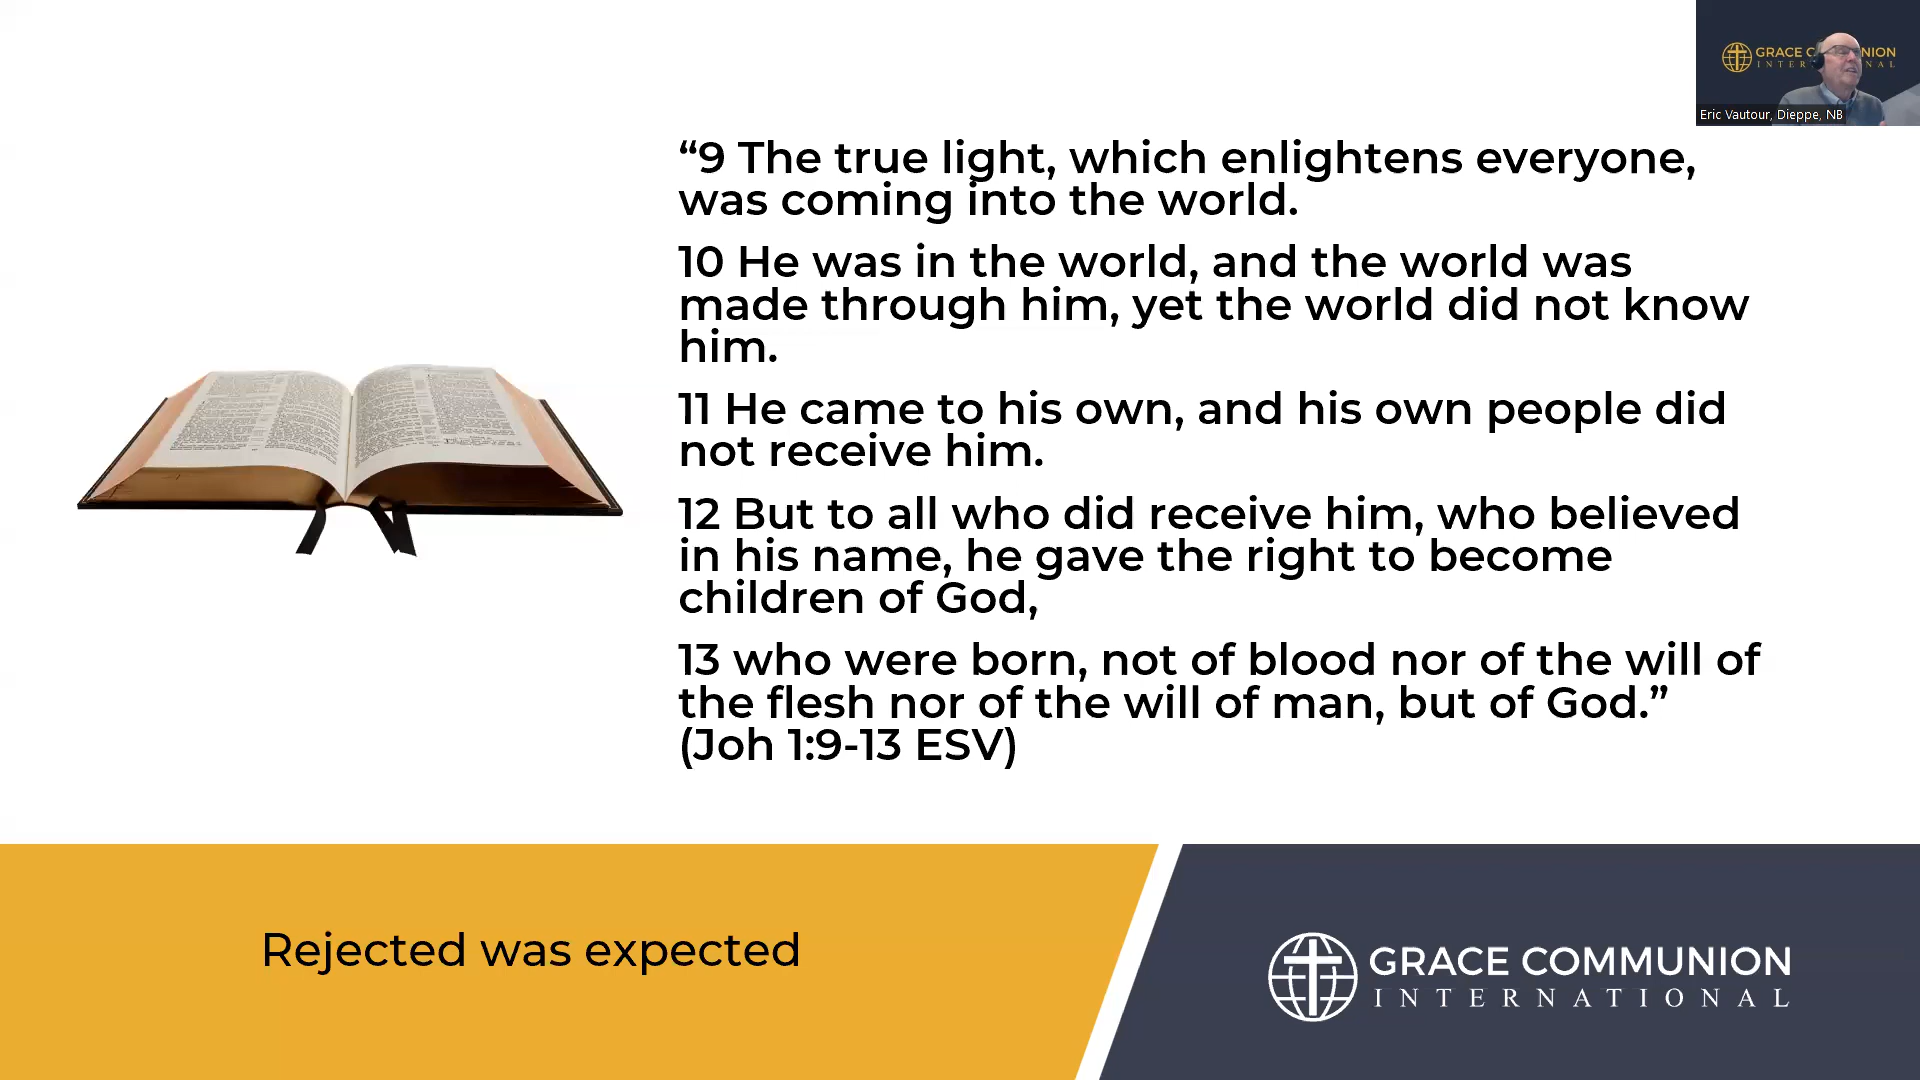 GRACE C NION
INTER NAL
Eric Vautour, Dieppe, NB
“9 The true light, which enlightens everyone,
was coming into the world.
10 He was in the world, and the world was
made through him, yet the world did not know
him.
11 He came to his own, and his own people did
not receive him.
12 But to all who did receive him, who believed
in his name, he gave the right to become
children of God,
13 who were born, not of blood nor of the will of
the flesh nor of the will of man, but of God.”
(Joh 1:9-13 ESV)
Rejected was expected
GRACE COMMUNION
INTERNATIONAL